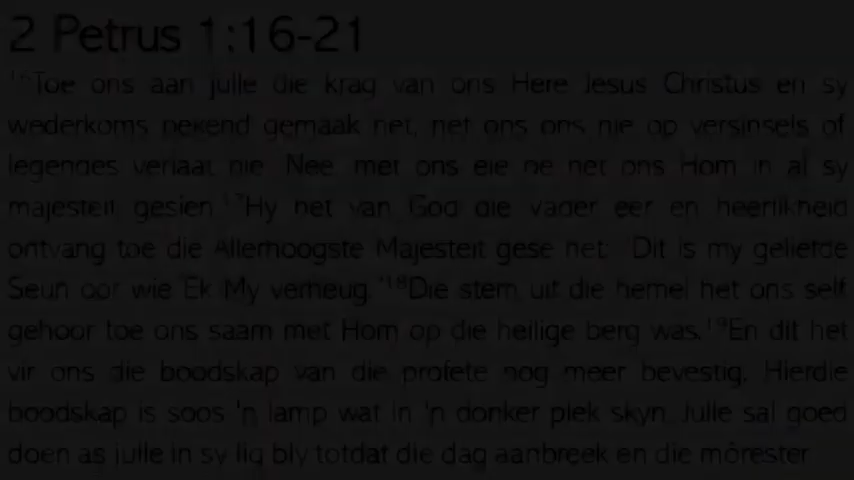 2 Petrus 1:16-21
¹⁶Toe ons aan julle die krag van ons Here Jesus Christus en sy
wederkoms bekend gemaak het, het ons ons nie op versinsels of
legendes verlaat nie. Nee, met ons eie oë het ons Hom in al sy
majesteit gesien. ¹⁷Hy het van God die Vader eer en heerlikheid
ontvang toe die Allerhoogste Majesteit gesê het: "Dit is my geliefde
Seun oor wie Ek My verheug." ¹⁸Die stem uit die hemel het ons self
gehoor toe ons saam met Hom op die heilige berg was. ¹⁹En dit het
vir ons die boodskap van die profete nog meer bevestig. Hierdie
boodskap is soos 'n lamp wat in 'n donker plek skyn. Julle sal goed
doen as julle in sy lig bly totdat die dag aanbreek en die môrester